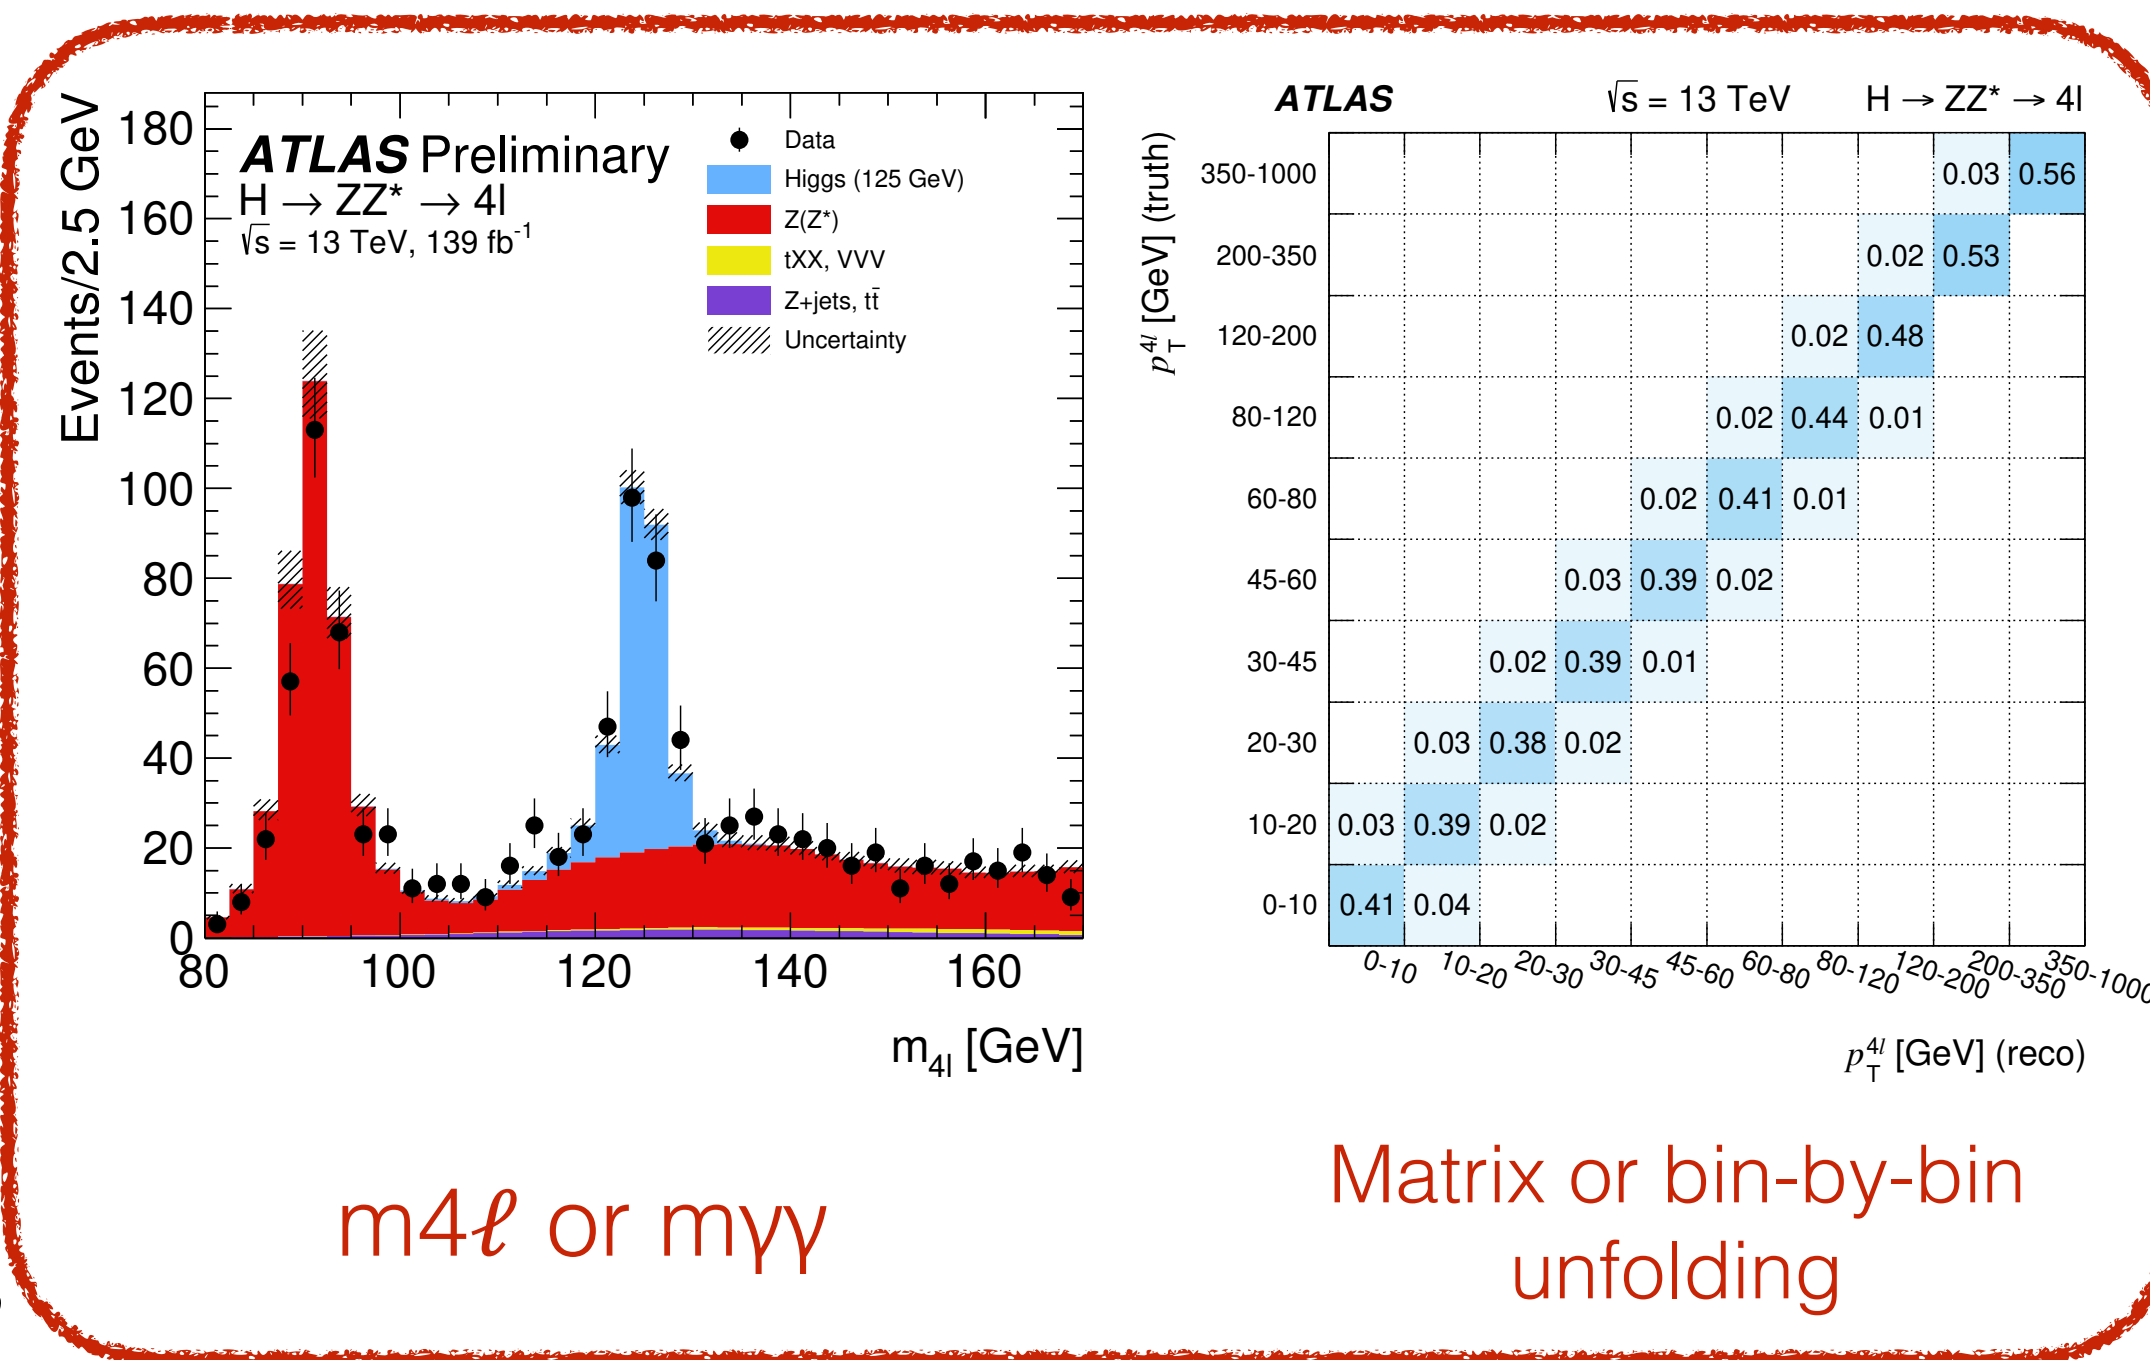 ATLAS Preliminary
H → ZZ* → 4l
√s = 13 TeV, 139 fb⁻¹
Data
Higgs (125 GeV)
Z(Z*)
tXX, VVV
Z+jets, tt̄
Uncertainty
Events/2.5 GeV
180
160
140
120
100
80
60
40
20
0
80 100 120 140 160
m₄ₗ [GeV]
m4ℓ or mγγ
ATLAS √s = 13 TeV H → ZZ* → 4l
p_T^{4l} [GeV] (truth)
350-1000 0.03 0.56
200-350 0.02 0.53
120-200 0.02 0.48
80-120 0.02 0.44 0.01
60-80 0.02 0.41 0.01
45-60 0.03 0.39 0.02
30-45 0.02 0.39 0.01
20-30 0.03 0.38 0.02
10-20 0.03 0.39 0.02
0-10 0.41 0.04
0-10 10-20 20-30 30-45 45-60 60-80 80-120 120-200 200-350 350-1000
p_T^{4l} [GeV] (reco)
Matrix or bin-by-bin
unfolding